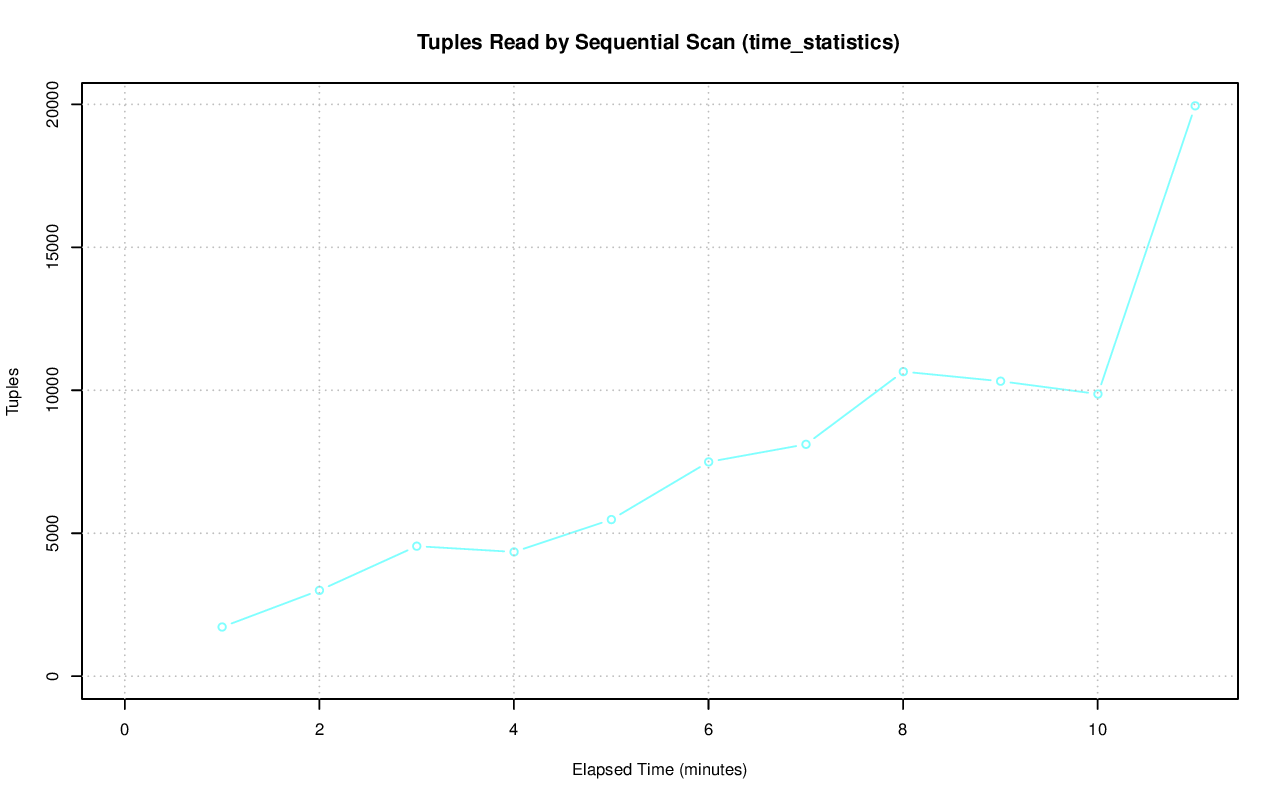 Tuples Read by Sequential Scan (time_statistics)
20000
15000
10000
5000
0
Tuples
0 2 4 6 8 10
Elapsed Time (minutes)